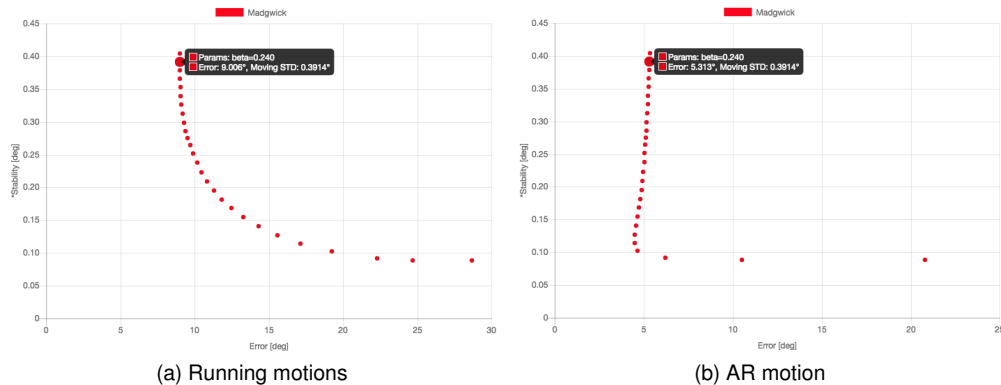 Madgwick
0.45
0.40
0.35
0.30
0.25
0.20
0.15
0.10
0.05
0
*Stability [deg]
Params: beta=0.240
Error: 9.006°, Moving STD: 0.3914°
0 5 10 15 20 25 30
Error [deg]
(a) Running motions
Madgwick
0.45
0.40
0.35
0.30
0.25
0.20
0.15
0.10
0.05
0
*Stability [deg]
Params: beta=0.240
Error: 5.313°, Moving STD: 0.3914°
0 5 10 15 20 25
Error [deg]
(b) AR motion